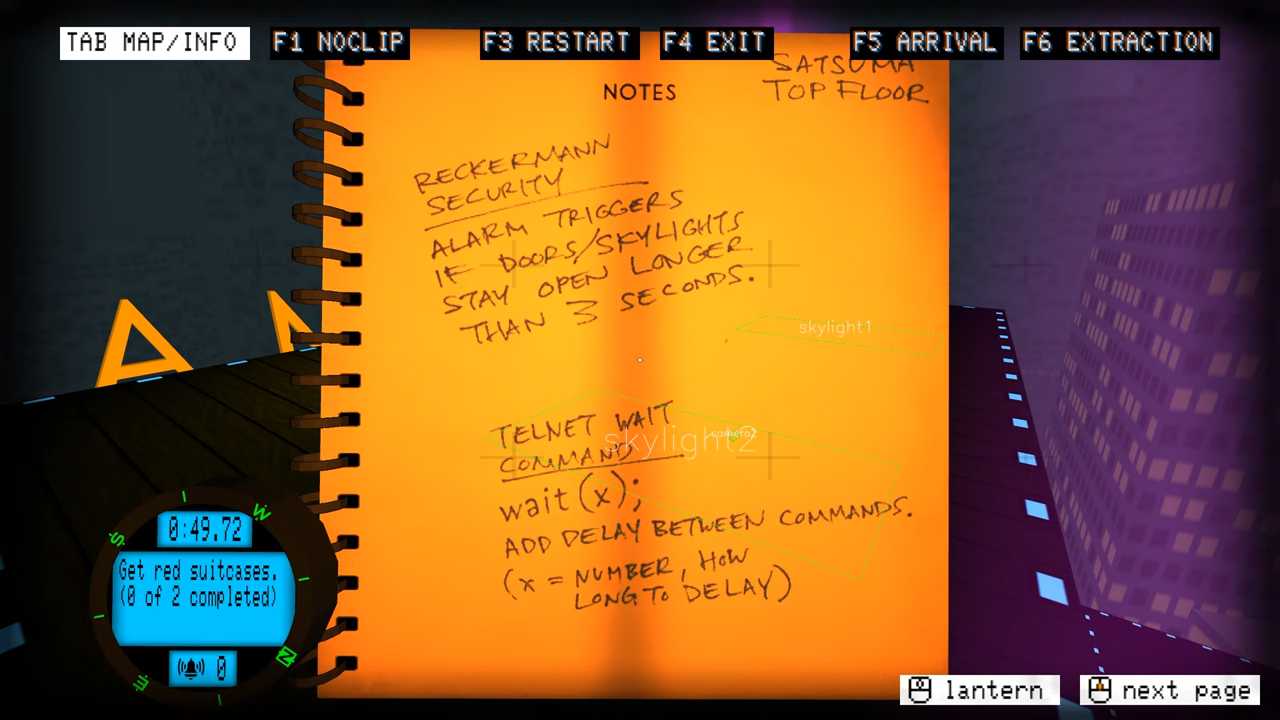 TAB MAP/INFO
F1 NOCLIP
F3 RESTART
F4 EXIT
F5 ARRIVAL
F6 EXTRACTION
SATSUMA
TOP FLOOR
NOTES
RECKERMANN
SECURITY
ALARM TRIGGERS
IF DOORS/SKYLIGHTS
STAY OPEN LONGER
THAN 3 SECONDS.
skylight1
TELNET WAIT
COMMAND
skylight2
camera2
wait(x);
ADD DELAY BETWEEN COMMANDS.
(x = NUMBER, HOW
LONG TO DELAY)
A
A
W
S
N
E
0:49.72
Get red suitcases.
(0 of 2 completed)
0
lantern
next page